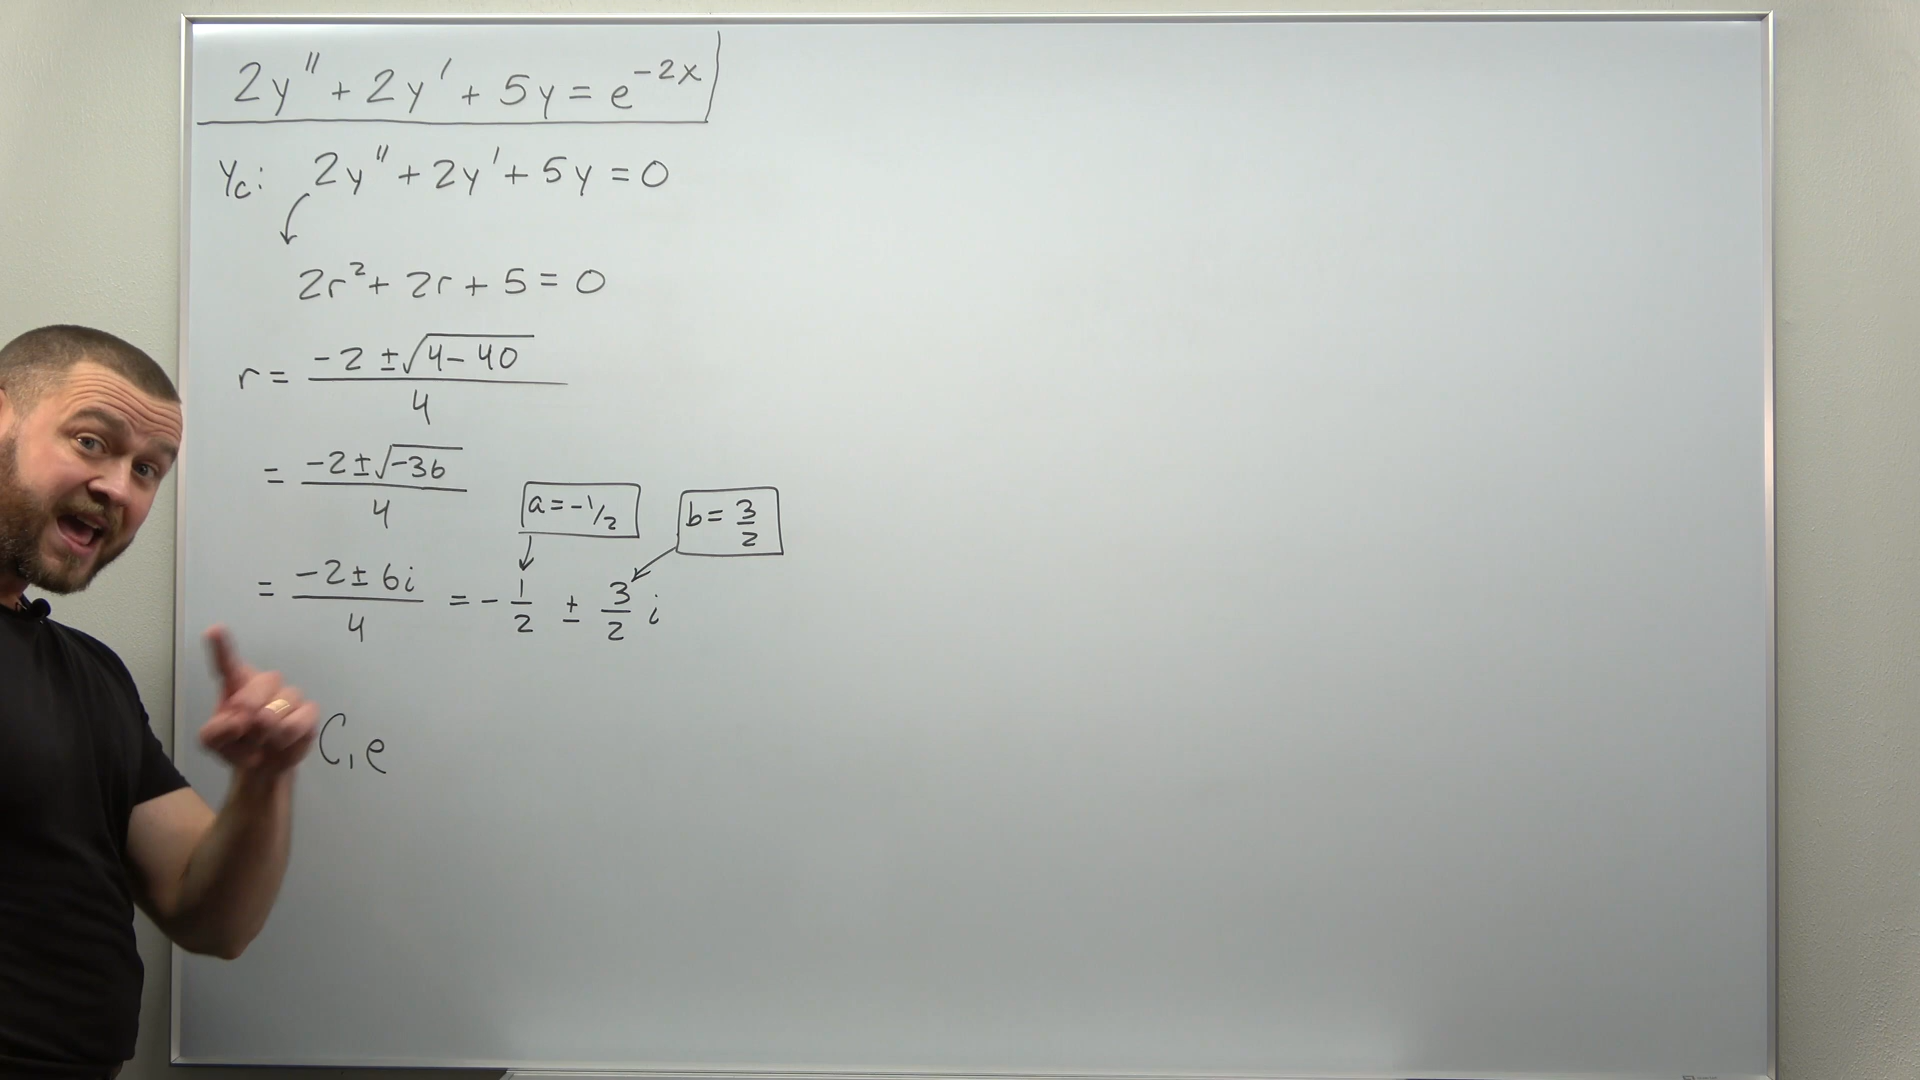 2y'' + 2y' + 5y = e^{-2x}
Yc: 2y'' + 2y' + 5y = 0
2r² + 2r + 5 = 0
r = (-2 ± √(4-40))/4
= (-2 ± √(-36))/4
a = -1/2
b = 3/2
= (-2 ± 6i)/4 = -1/2 ± 3/2 i
C₁e